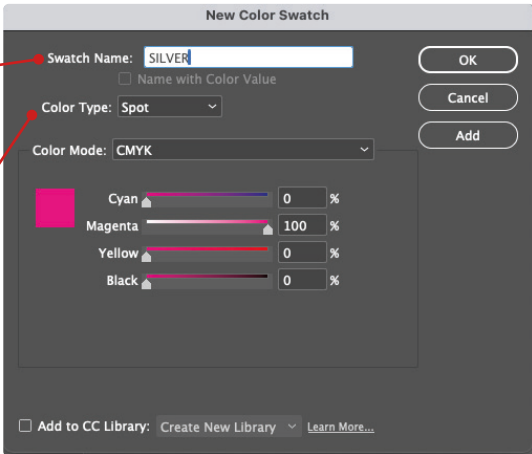 New Color Swatch
Swatch Name: SILVER
OK
Name with Color Value
Cancel
Color Type: Spot
Add
Color Mode: CMYK
Cyan 0 %
Magenta 100 %
Yellow 0 %
Black 0 %
Add to CC Library: Create New Library Learn More...